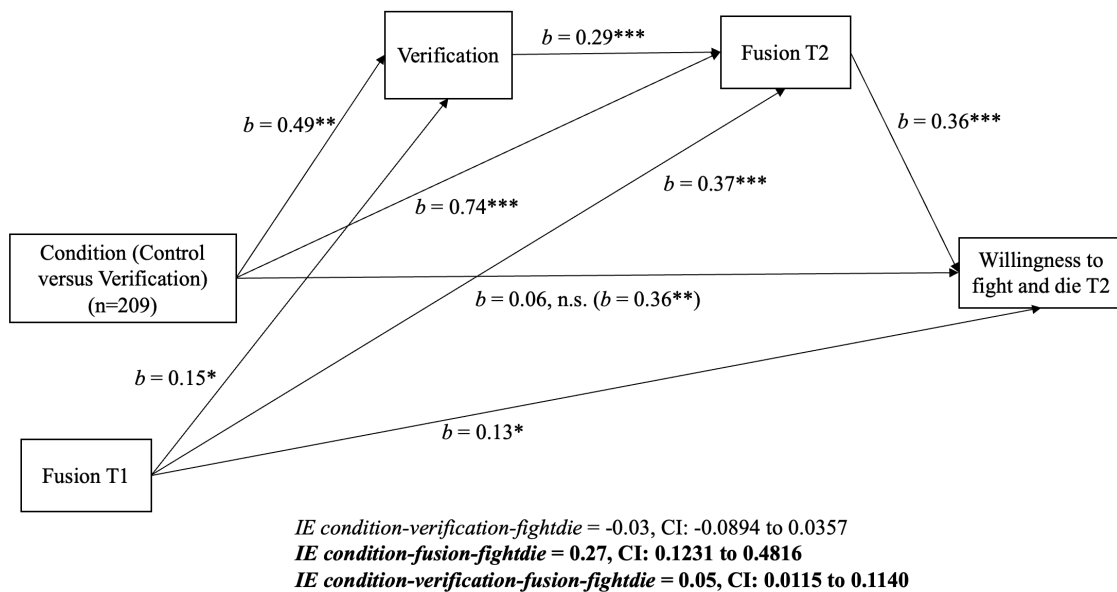 b = 0.29***
Verification
Fusion T2
b = 0.49**
b = 0.36***
b = 0.37***
b = 0.74***
Condition (Control
versus Verification)
(n=209)
Willingness to
fight and die T2
b = 0.06, n.s. (b = 0.36**)
b = 0.15*
b = 0.13*
Fusion T1
IE condition-verification-fightdie = -0.03, CI: -0.0894 to 0.0357
IE condition-fusion-fightdie = 0.27, CI: 0.1231 to 0.4816
IE condition-verification-fusion-fightdie = 0.05, CI: 0.0115 to 0.1140